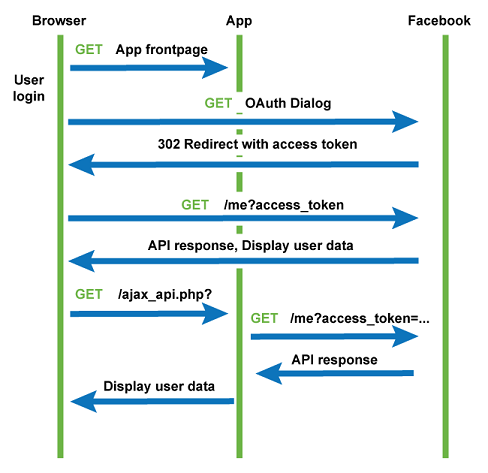 Browser App Facebook
GET App frontpage
User
login
GET OAuth Dialog
302 Redirect with access token
GET /me?access_token
API response, Display user data
GET /ajax_api.php?
GET /me?access_token=...
API response
Display user data